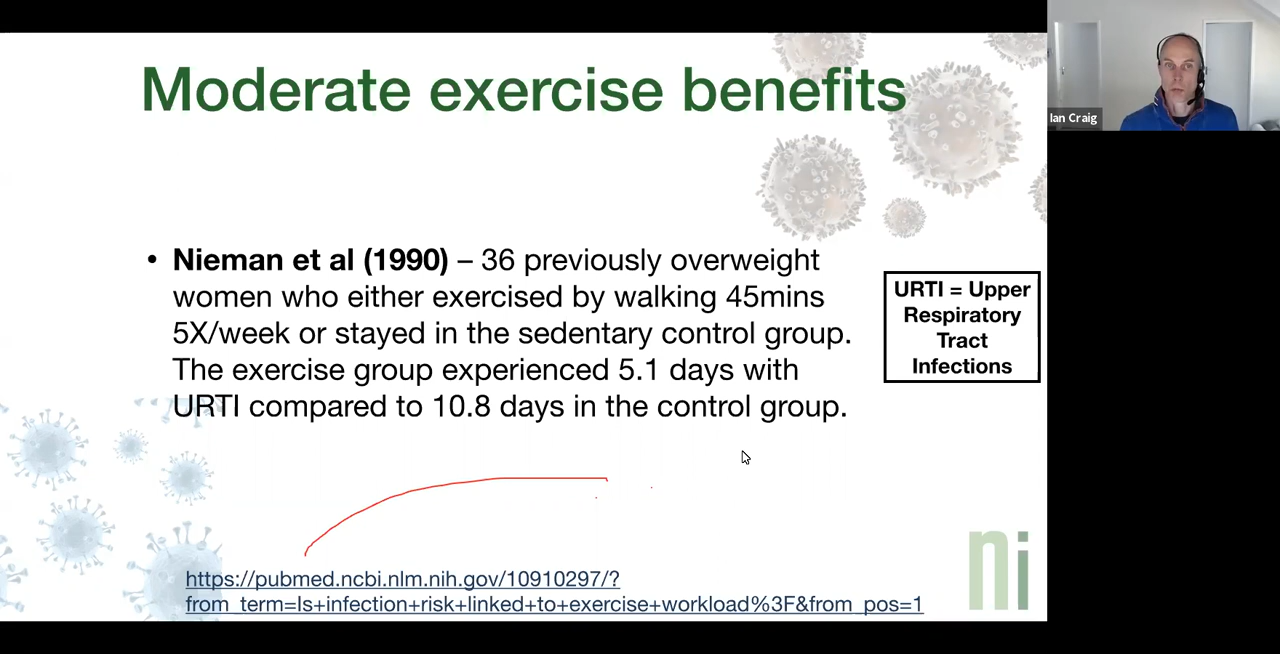 Moderate exercise benefits
Ian Craig
• Nieman et al (1990) – 36 previously overweight
women who either exercised by walking 45mins
5X/week or stayed in the sedentary control group.
The exercise group experienced 5.1 days with
URTI compared to 10.8 days in the control group.
URTI = Upper
Respiratory
Tract
Infections
https://pubmed.ncbi.nlm.nih.gov/10910297/?
from_term=Is+infection+risk+linked+to+exercise+workload%3F&from_pos=1
ni